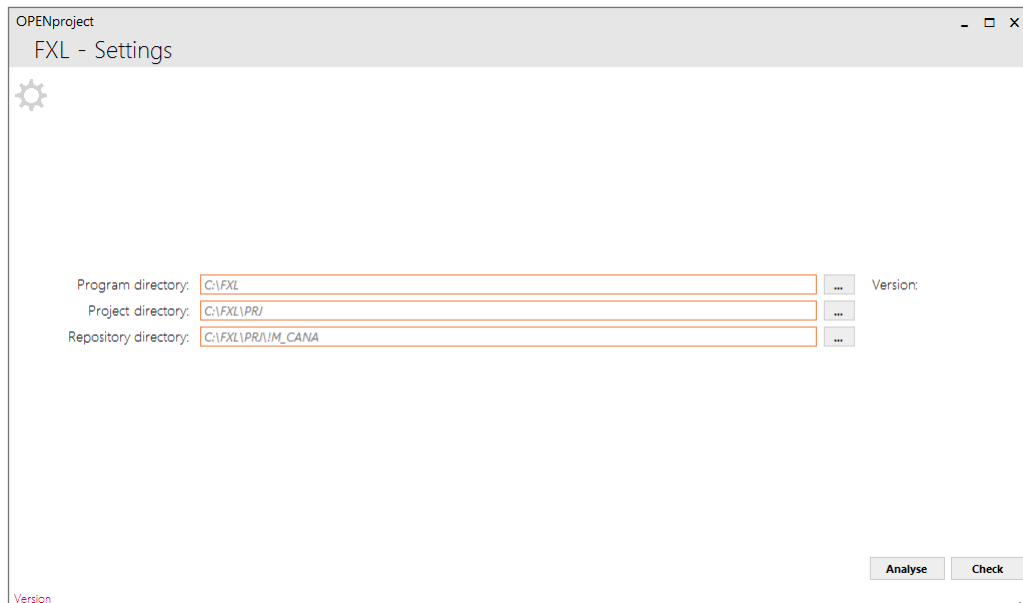 OPENproject
FXL - Settings
Program directory: C:\FXL ... Version:
Project directory: C:\FXL\PRJ ...
Repository directory: C:\FXL\PRJ\!M_CANA ...
Analyse Check
Version